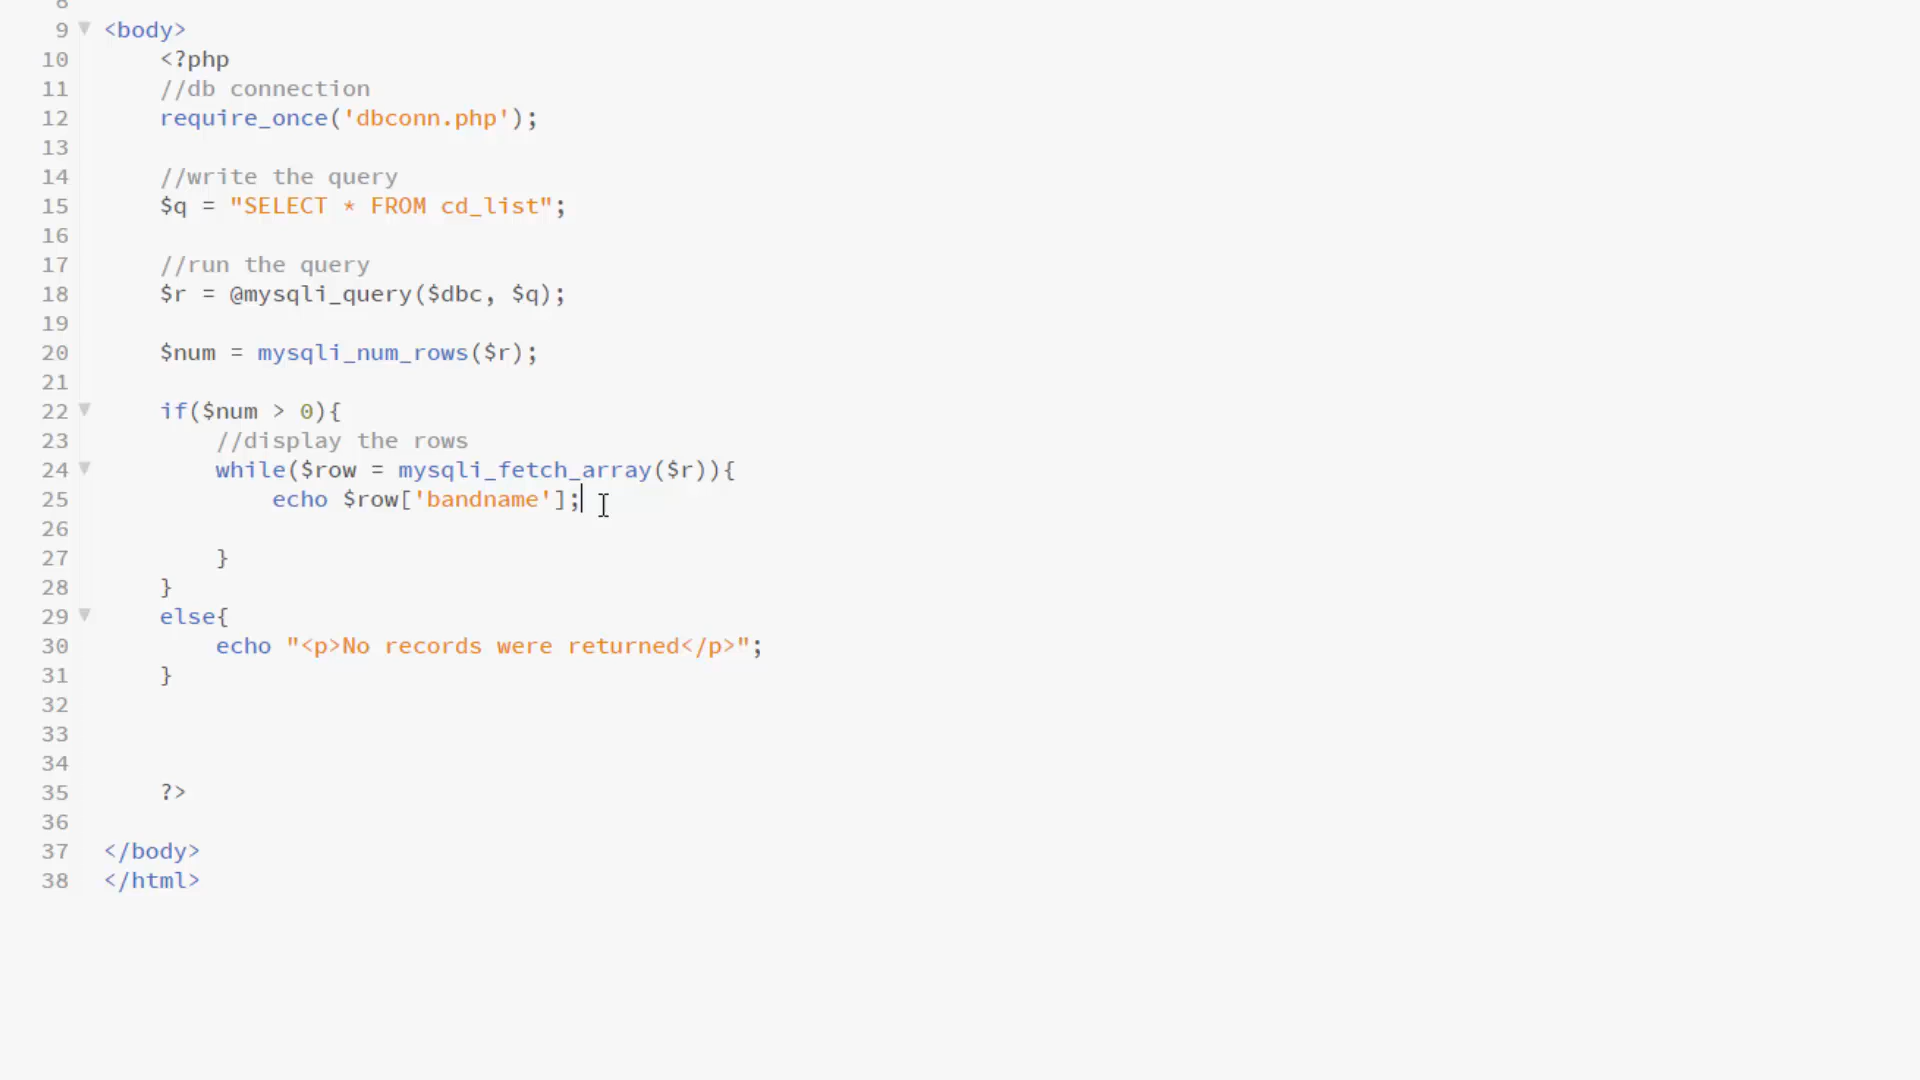 8
9 <body>
10 <?php
11 //db connection
12 require_once('dbconn.php');
13
14 //write the query
15 $q = "SELECT * FROM cd_list";
16
17 //run the query
18 $r = @mysqli_query($dbc, $q);
19
20 $num = mysqli_num_rows($r);
21
22 if($num > 0){
23 //display the rows
24 while($row = mysqli_fetch_array($r)){
25 echo $row['bandname'];
26
27 }
28 }
29 else{
30 echo "<p>No records were returned</p>";
31 }
32
33
34
35 ?>
36
37 </body>
38 </html>